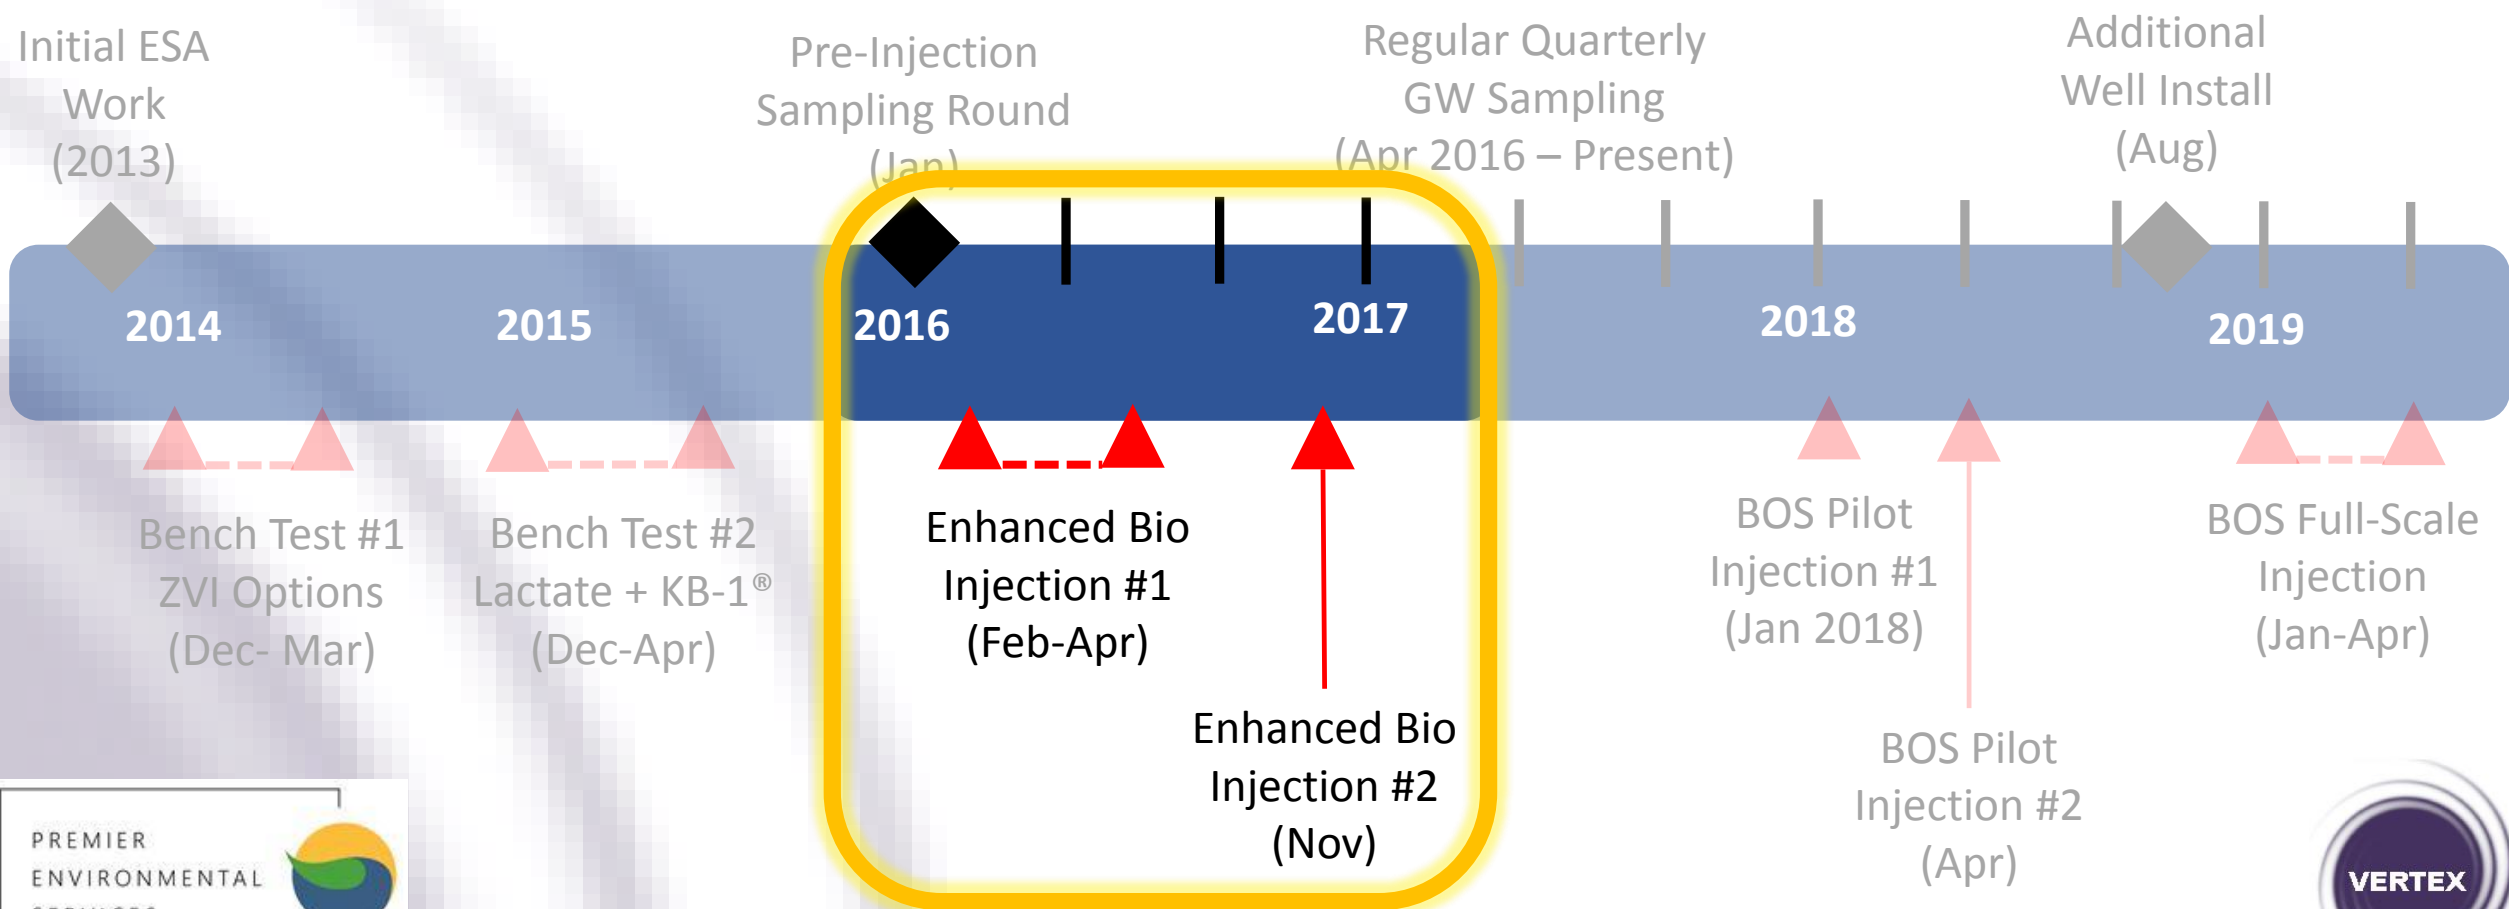 Initial ESA
Work
(2013)
Pre-Injection
Sampling Round
(Jan)
Regular Quarterly
GW Sampling
(Apr 2016 – Present)
Additional
Well Install
(Aug)
2014
2015
2016
2017
2018
2019
Bench Test #1
ZVI Options
(Dec- Mar)
Bench Test #2
Lactate + KB-1®
(Dec-Apr)
Enhanced Bio
Injection #1
(Feb-Apr)
Enhanced Bio
Injection #2
(Nov)
BOS Pilot
Injection #1
(Jan 2018)
BOS Pilot
Injection #2
(Apr)
BOS Full-Scale
Injection
(Jan-Apr)
PREMIER
ENVIRONMENTAL
VERTEX